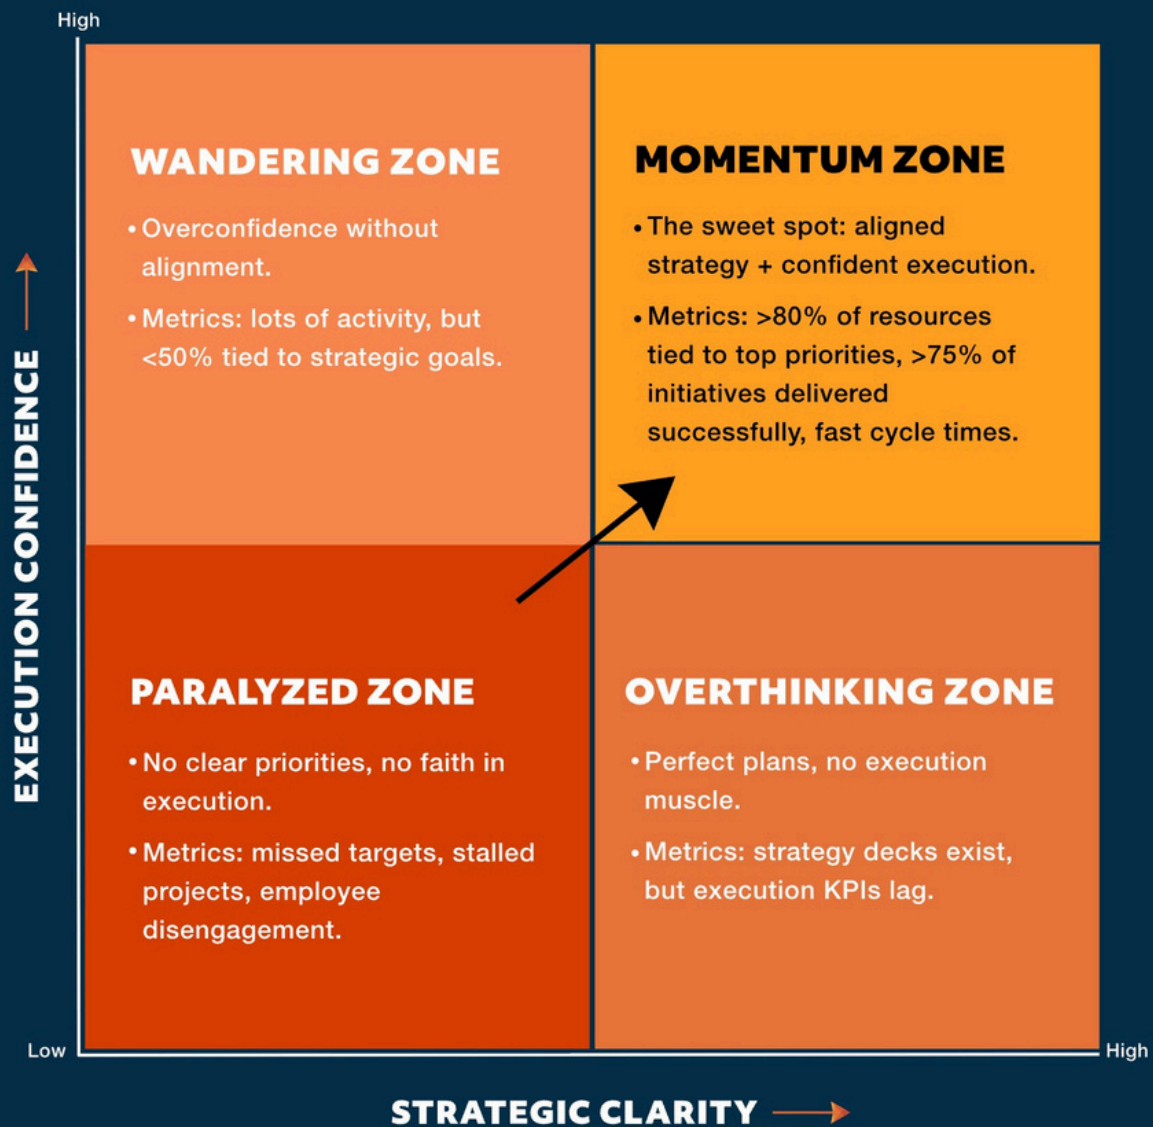 High
WANDERING ZONE
• Overconfidence without
alignment.
• Metrics: lots of activity, but
<50% tied to strategic goals.
MOMENTUM ZONE
• The sweet spot: aligned
strategy + confident execution.
• Metrics: >80% of resources
tied to top priorities, >75% of
initiatives delivered
successfully, fast cycle times.
EXECUTION CONFIDENCE
PARALYZED ZONE
• No clear priorities, no faith in
execution.
• Metrics: missed targets, stalled
projects, employee
disengagement.
OVERTHINKING ZONE
• Perfect plans, no execution
muscle.
• Metrics: strategy decks exist,
but execution KPIs lag.
Low
High
STRATEGIC CLARITY